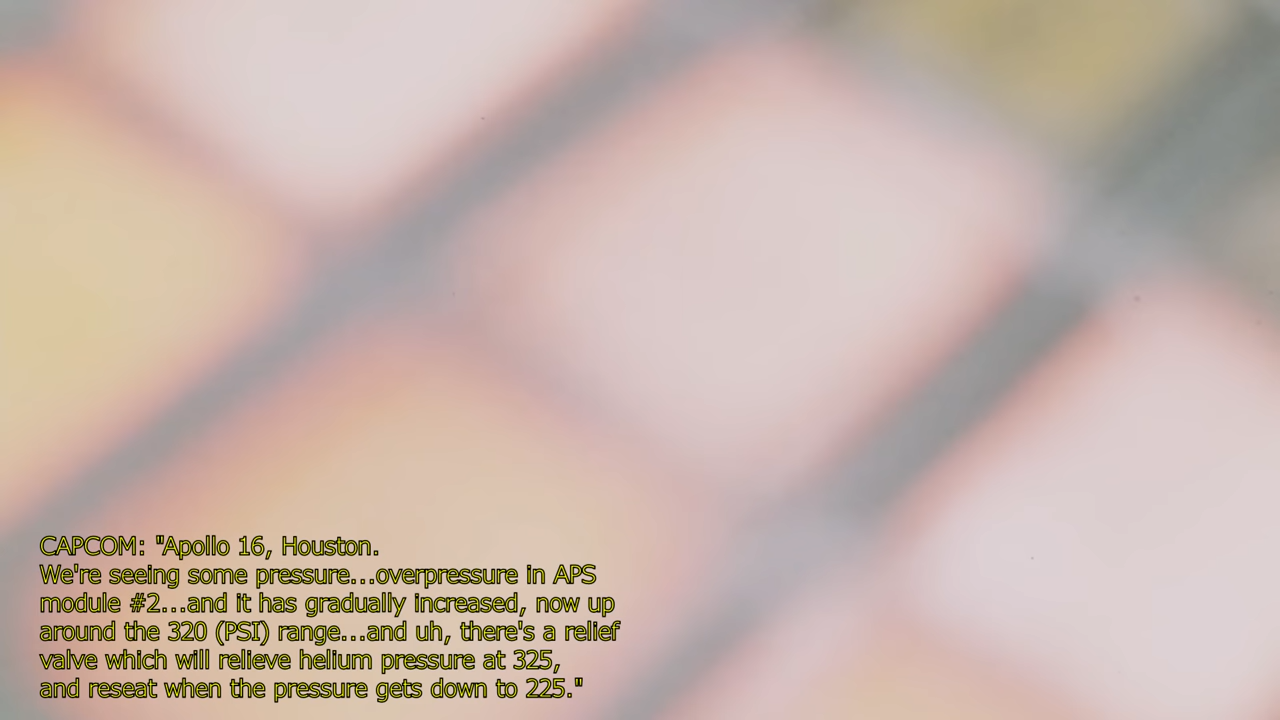 CAPCOM: "Apollo 16, Houston.
We're seeing some pressure...overpressure in APS
module #2...and it has gradually increased, now up
around the 320 (PSI) range...and uh, there's a relief
valve which will relieve helium pressure at 325,
and reseat when the pressure gets down to 225."